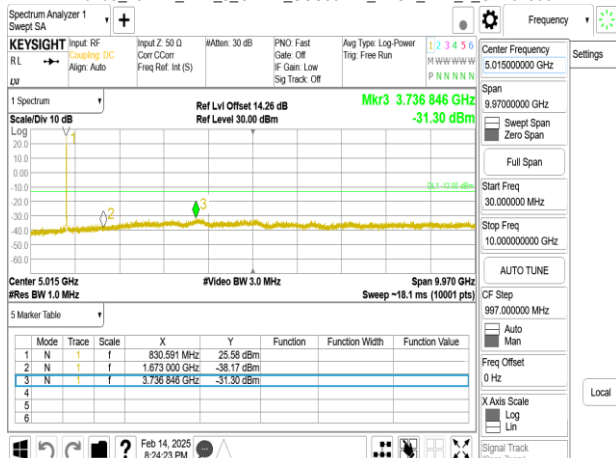 Spectrum Analyzer 1
Swept SA
+
Frequency
KEYSIGHT
RL
Input: RF
Coupling: DC
Align: Auto
Input Z: 50 Ω
Corr CCorr
Freq Ref: Int (S)
#Atten: 30 dB
PNO: Fast
Gate: Off
IF Gain: Low
Sig Track: Off
Avg Type: Log-Power
Trig: Free Run
1 2 3 4 5 6
M W W W W W
P N N N N N
1 Spectrum
Scale/Div 10 dB
Ref Lvl Offset 14.26 dB
Ref Level 30.00 dBm
Mkr3 3.736 846 GHz
-31.30 dBm
Log
20.0
10.0
0.00
-10.0
-20.0
-30.0
-40.0
-50.0
-60.0
1
2
3
DL1 -13.00 dBm
Center 5.015 GHz
#Res BW 1.0 MHz
#Video BW 3.0 MHz
Span 9.970 GHz
Sweep ~18.1 ms (10001 pts)
5 Marker Table
Mode Trace Scale X Y Function Function Width Function Value
1 N 1 f 830.591 MHz 25.58 dBm
2 N 1 f 1.673 000 GHz -38.17 dBm
3 N 1 f 3.736 846 GHz -31.30 dBm
4
5
6
?
Feb 14, 2025
8:24:23 PM
Center Frequency
5.015000000 GHz
Span
9.97000000 GHz
Swept Span
Zero Span
Full Span
Start Freq
30.000000 MHz
Stop Freq
10.000000000 GHz
AUTO TUNE
CF Step
997.000000 MHz
Auto
Man
Freq Offset
0 Hz
X Axis Scale
Log
Lin
Signal Track
Settings
Local